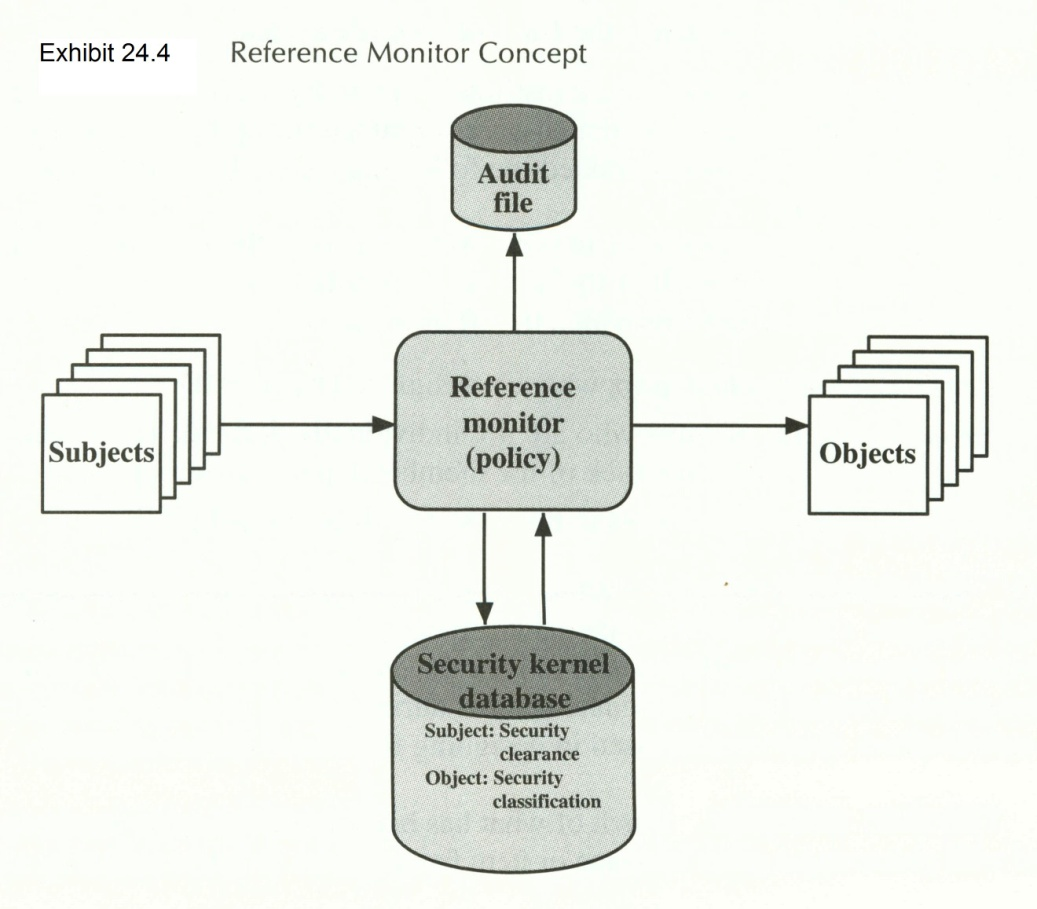 Exhibit 24.4 Reference Monitor Concept
Audit
file
Subjects
Reference
monitor
(policy)
Objects
Security kernel
database
Subject: Security
clearance
Object: Security
classification